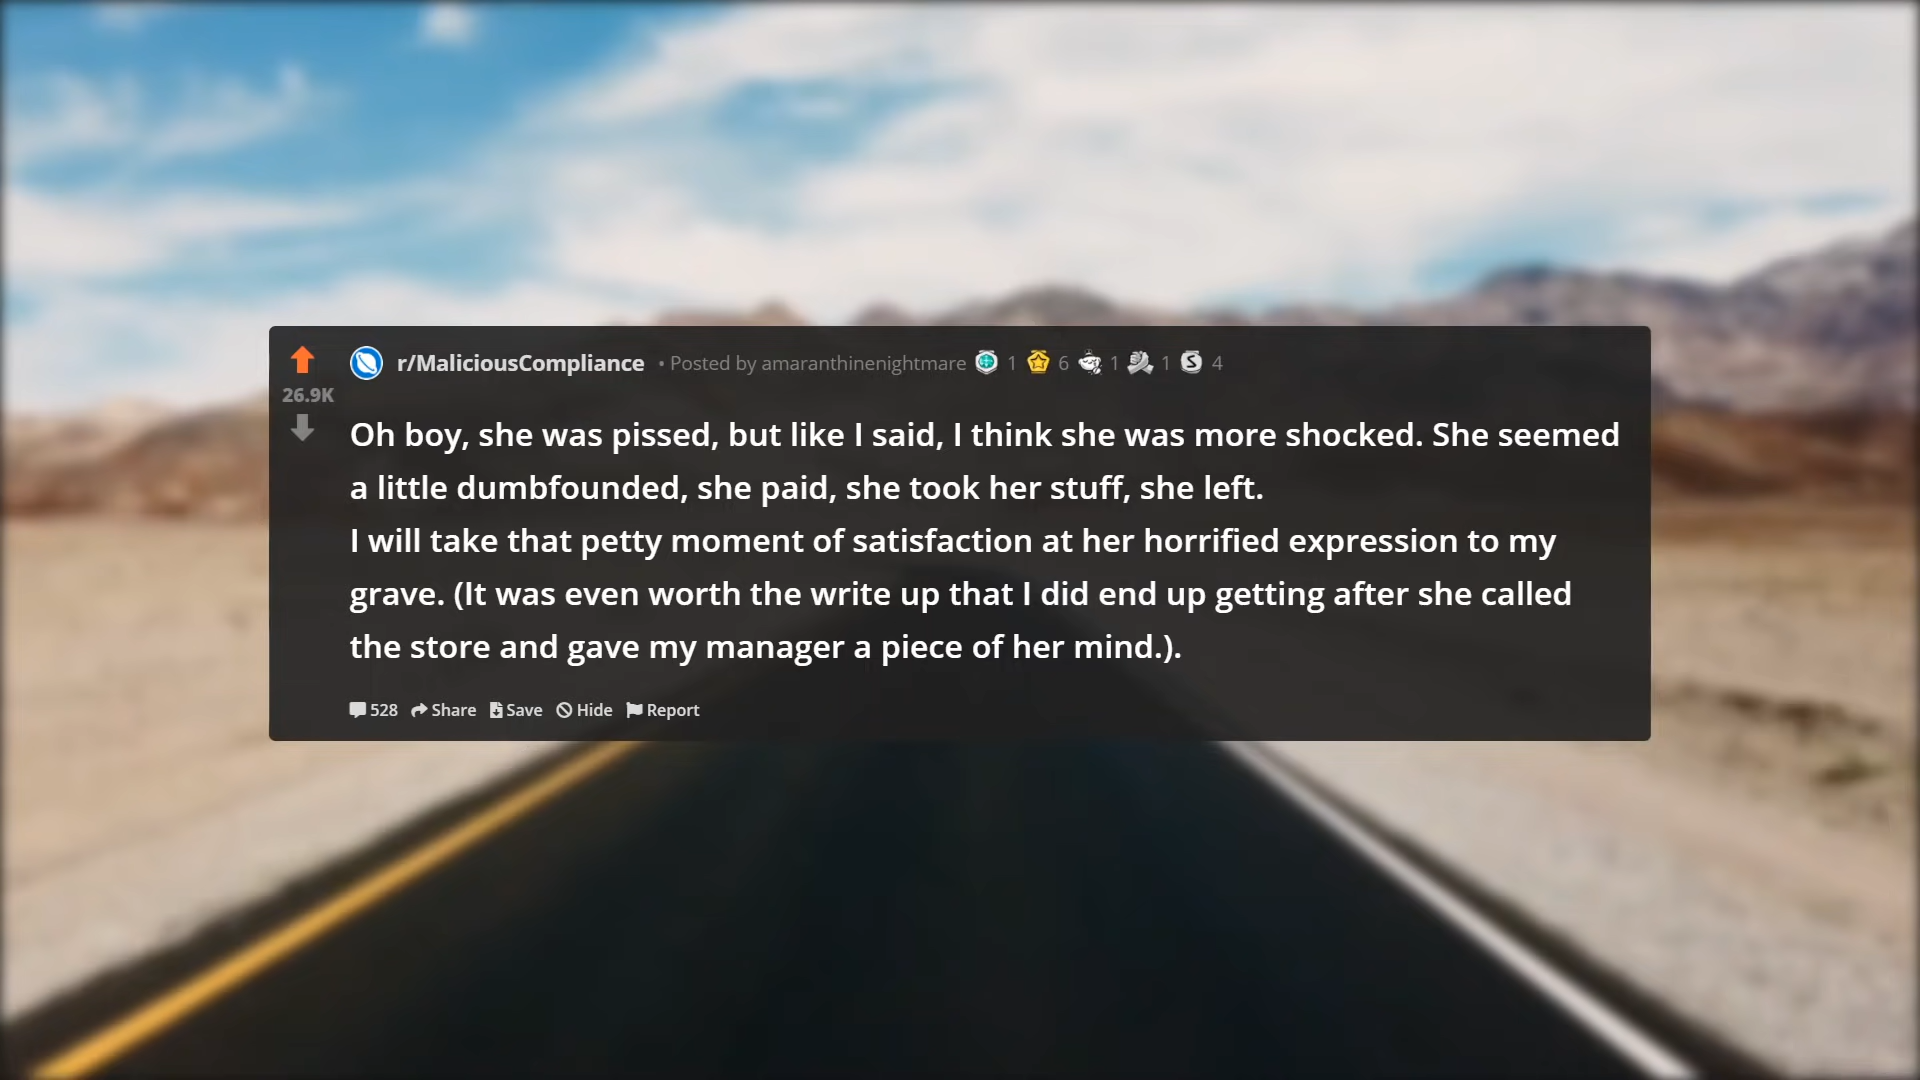 r/MaliciousCompliance • Posted by amaranthinenightmare 1 6 1 1 S 4
26.9K
Oh boy, she was pissed, but like I said, I think she was more shocked. She seemed
a little dumbfounded, she paid, she took her stuff, she left.
I will take that petty moment of satisfaction at her horrified expression to my
grave. (It was even worth the write up that I did end up getting after she called
the store and gave my manager a piece of her mind.).
528 Share Save Hide Report